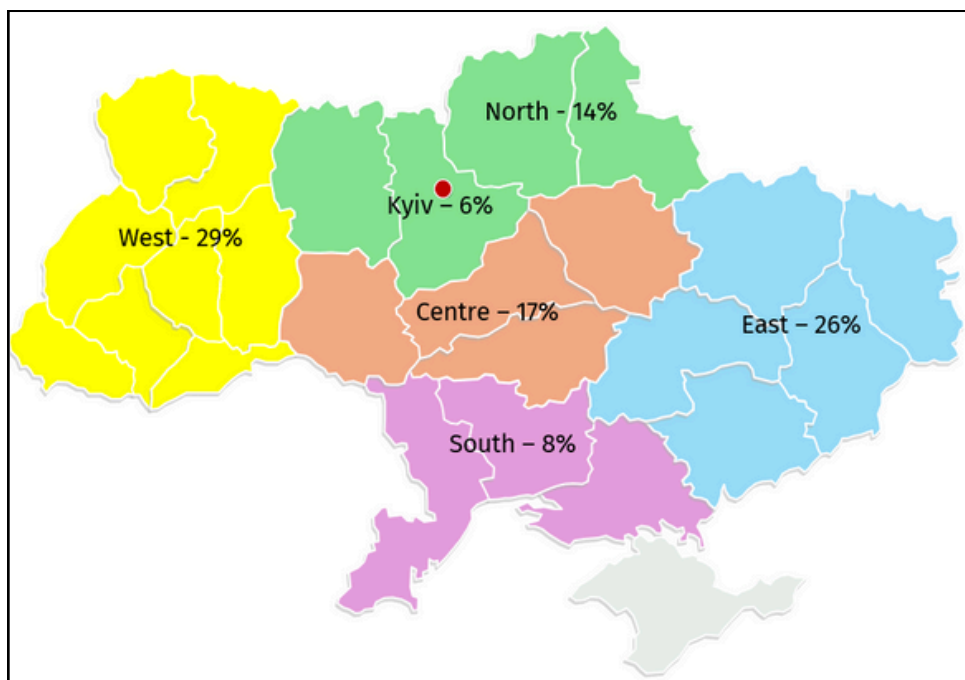 North - 14%
Kyiv – 6%
West - 29%
Centre – 17%
East – 26%
South – 8%